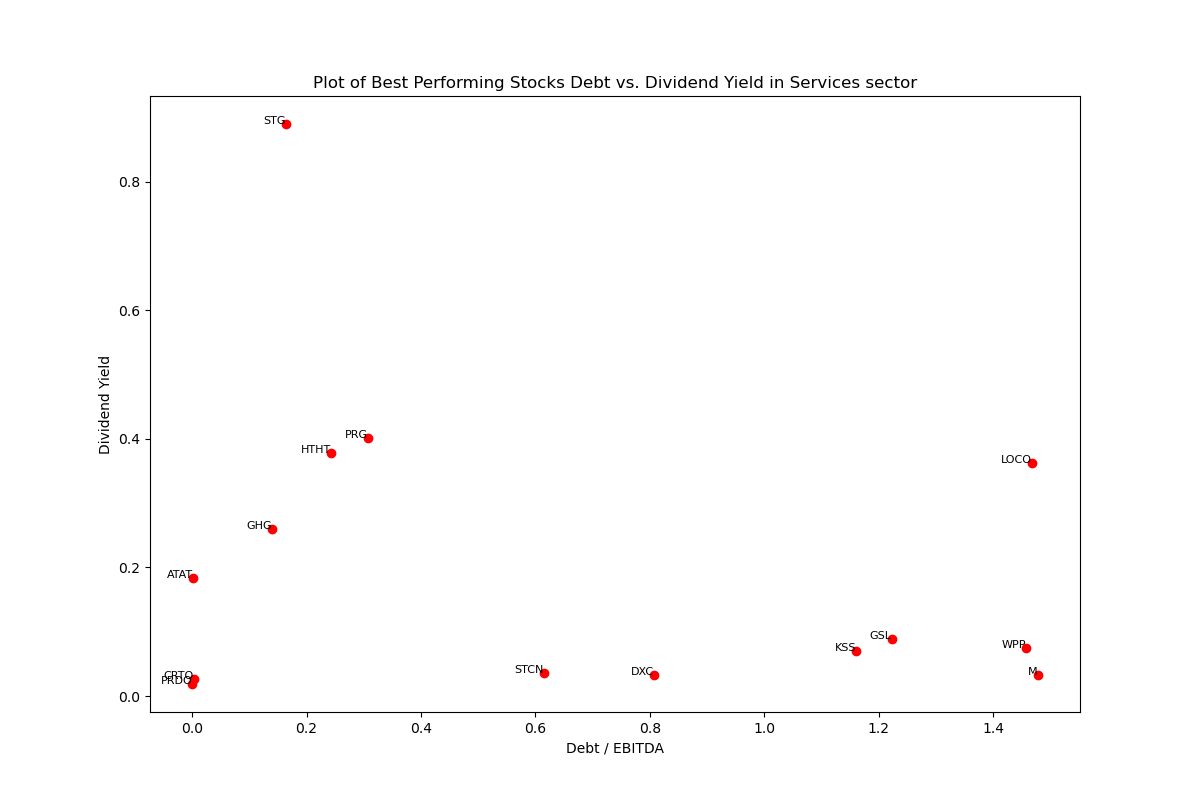 Plot of Best Performing Stocks Debt vs. Dividend Yield in Services sector
STG
0.8
0.6
Dividend Yield
0.4
PRG
HTHT
LOCO
GHG
0.2
ATAT
GSL
WPP
KSS
CRTO
PRDO
STCN
DXC
M
0.0
0.0 0.2 0.4 0.6 0.8 1.0 1.2 1.4
Debt / EBITDA